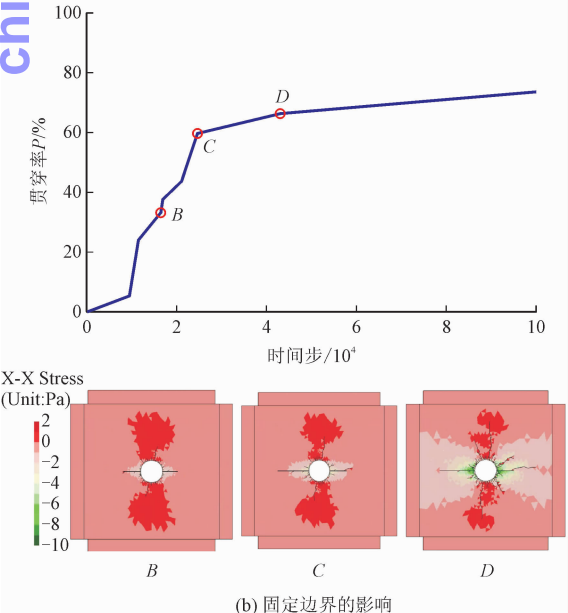 chi
100
80
60
40
20
0
贯穿率P/%
B
C
D
0
2
4
6
8
10
时间步/10⁴
X-X Stress
(Unit:Pa)
2
0
−2
−4
−6
−8
−10
B
C
D
(b) 固定边界的影响